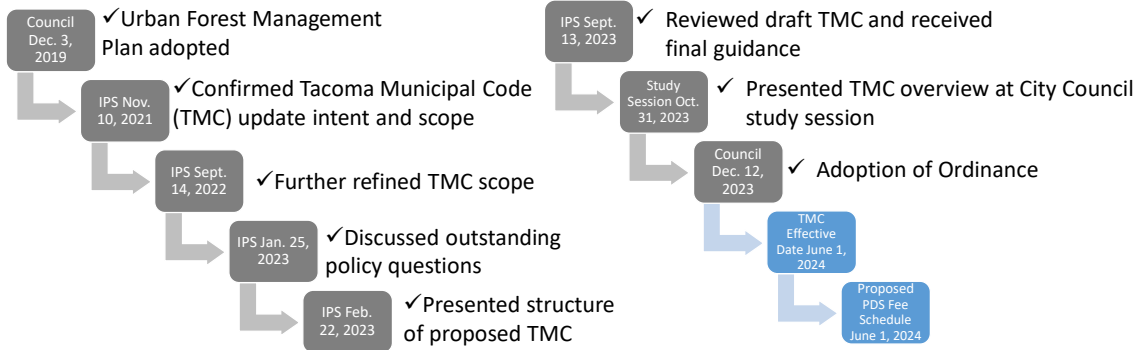 Council
Dec. 3,
2019
✓Urban Forest Management
Plan adopted
IPS Nov.
10, 2021
✓Confirmed Tacoma Municipal Code
(TMC) update intent and scope
IPS Sept.
14, 2022
✓Further refined TMC scope
IPS Jan. 25,
2023
✓Discussed outstanding
policy questions
IPS Feb.
22, 2023
✓Presented structure
of proposed TMC
IPS Sept.
13, 2023
✓ Reviewed draft TMC and received
final guidance
Study
Session Oct.
31, 2023
✓ Presented TMC overview at City Council
study session
Council
Dec. 12,
2023
✓ Adoption of Ordinance
TMC
Effective
Date June 1,
2024
Proposed
PDS Fee
Schedule
June 1, 2024